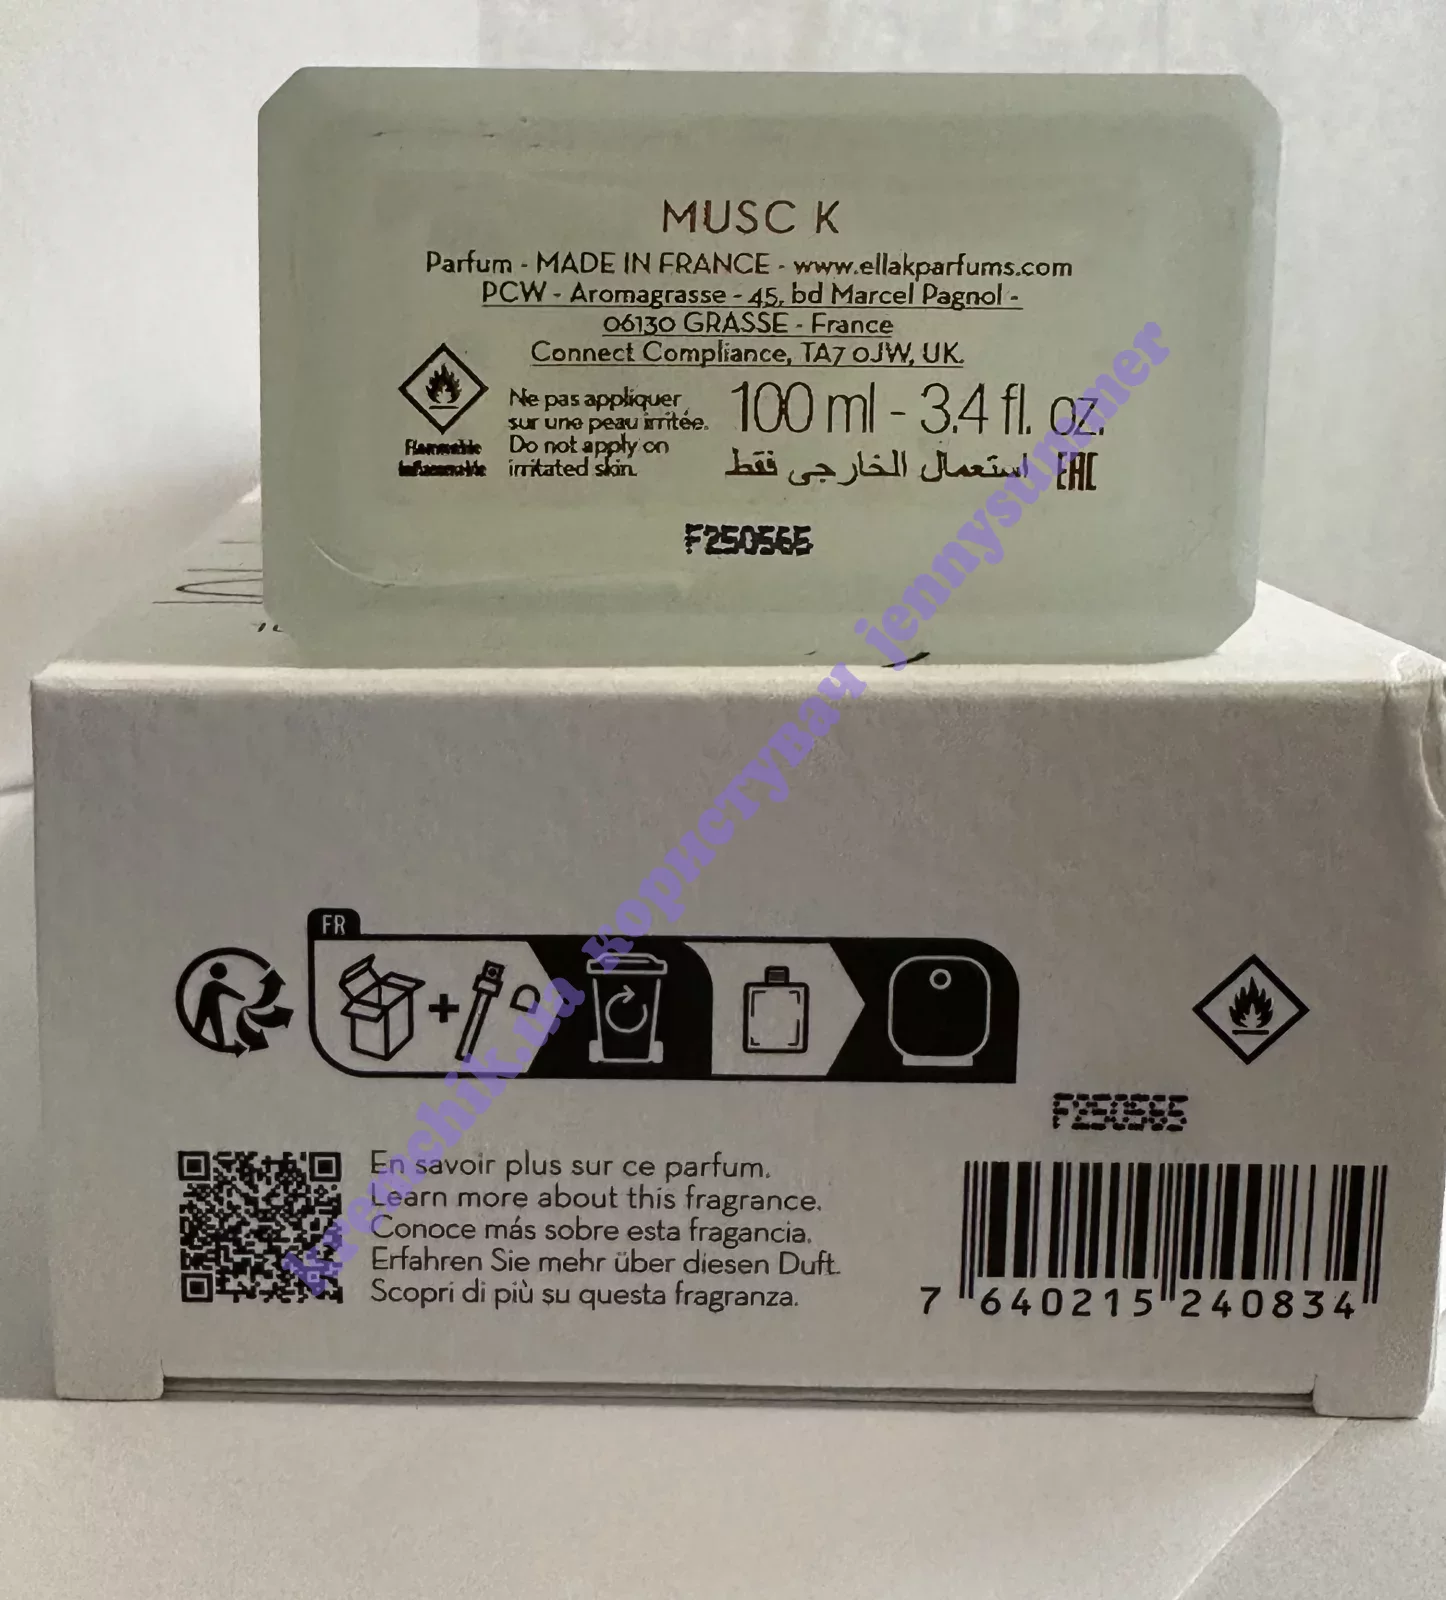 MUSC K
Parfum - MADE IN FRANCE - www.ellakparfums.com
PCW - Aromagrasse - 45, bd Marcel Pagnol -
06130 GRASSE - France
Connect Compliance, TA7 0JW, UK.
Ne pas appliquer
sur une peau irritée.
Do not apply on
irritated skin.
100 ml - 3.4 fl. oz.
استعمال الخارجي فقط
EAC
Flammable
Inflammable
F250565
FR
F250565
En savoir plus sur ce parfum.
Learn more about this fragrance.
Conoce más sobre esta fragancia.
Erfahren Sie mehr über diesen Duft.
Scopri di più su questa fragranza.
7 640215 240834
kremchik.ua користувач jennysummer